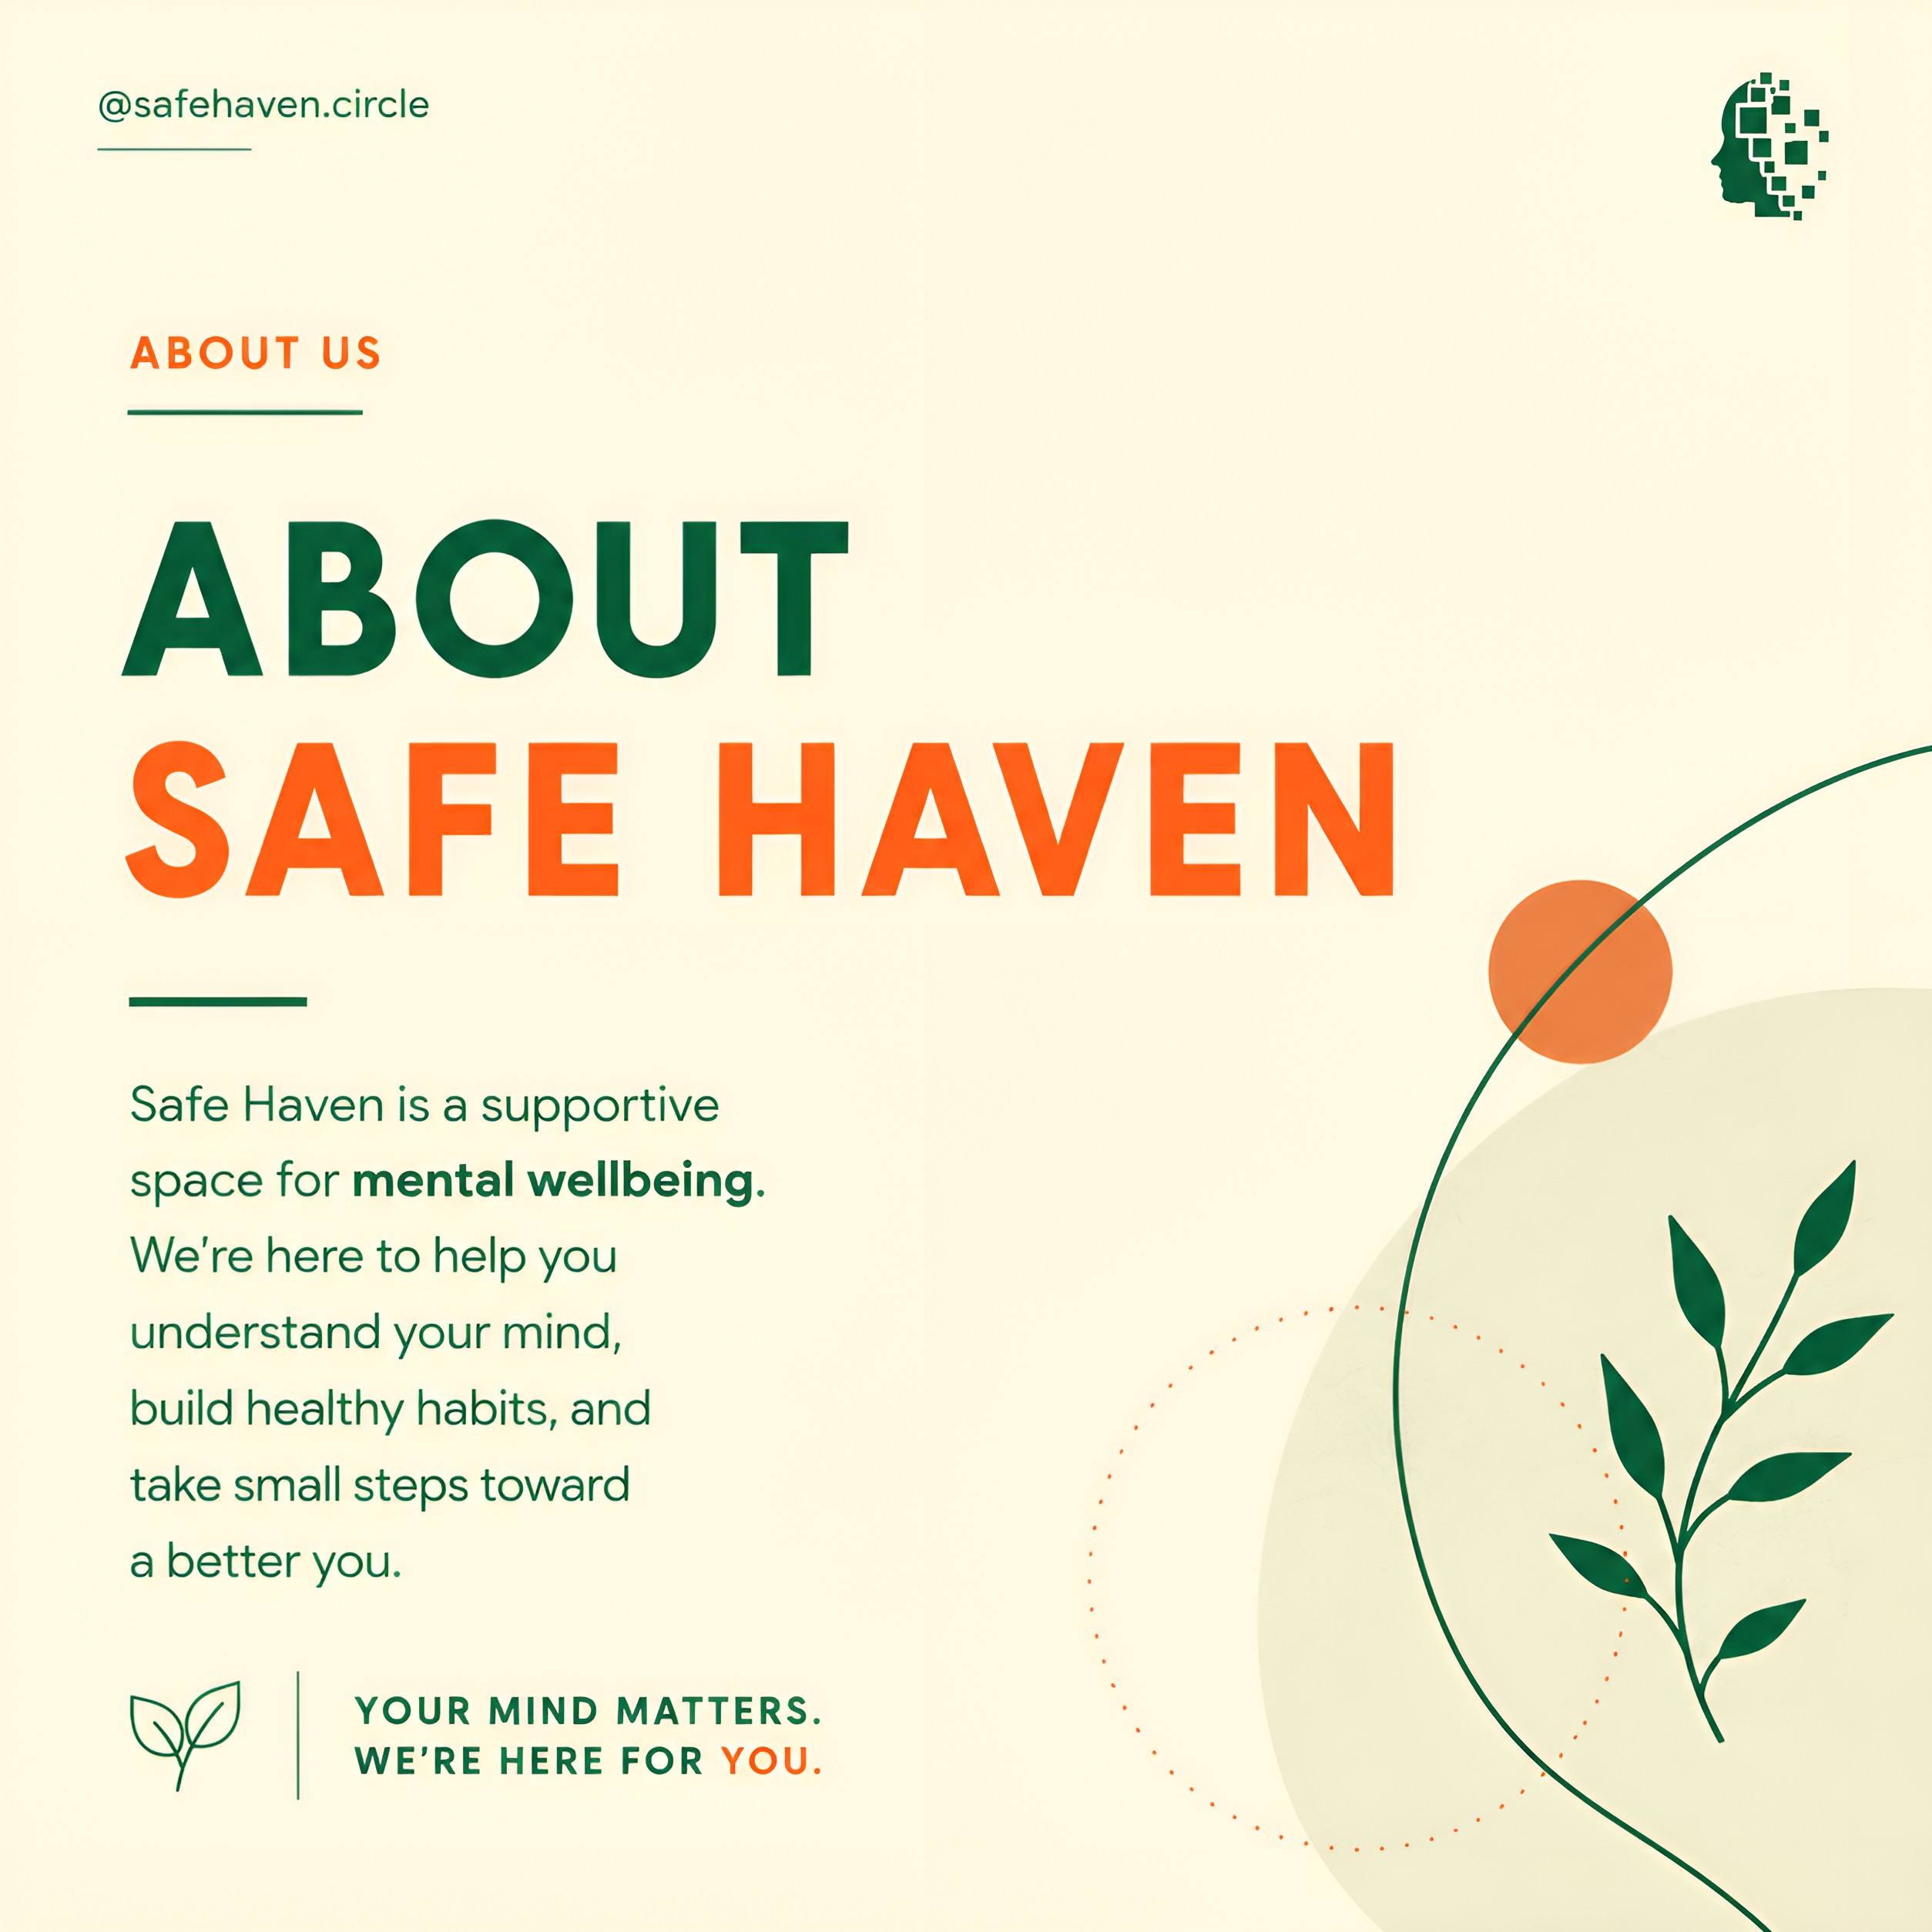 @safehaven.circle
ABOUT US
ABOUT
SAFE HAVEN
Safe Haven is a supportive
space for mental wellbeing.
We're here to help you
understand your mind,
build healthy habits, and
take small steps toward
a better you.
YOUR MIND MATTERS.
WE'RE HERE FOR YOU.